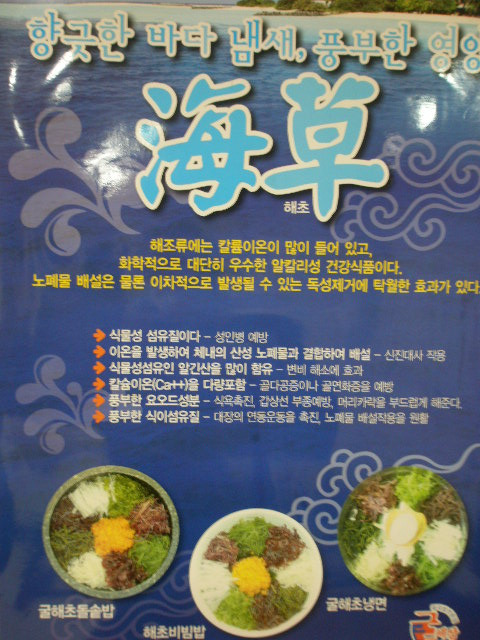 향긋한 바다 냄새, 풍부한 영양
海草
해초
해조류에는 칼륨이온이 많이 들어 있고,
화학적으로 대단히 우수한 알칼리성 건강식품이다.
노폐물 배설은 물론 이차적으로 발생될 수 있는 독성제거에 탁월한 효과가 있다
식물성 섬유질이다 - 성인병 예방
이온을 발생하여 체내의 산성 노폐물과 결합하여 배설 - 신진대사 작용
식물성섬유인 알긴산을 많이 함유 - 변비 해소에 효과
칼슘이온(Ca++)을 다량포함 - 골다공증이나 골연화증을 예방
풍부한 요오드성분 - 식욕촉진, 갑상선 부종예방, 머리카락을 부드럽게 해준다.
풍부한 식이섬유질 - 대장의 연동운동을 촉진, 노폐물 배설작용을 원활
굴해초돌솥밥
해초비빔밥
굴해초냉면